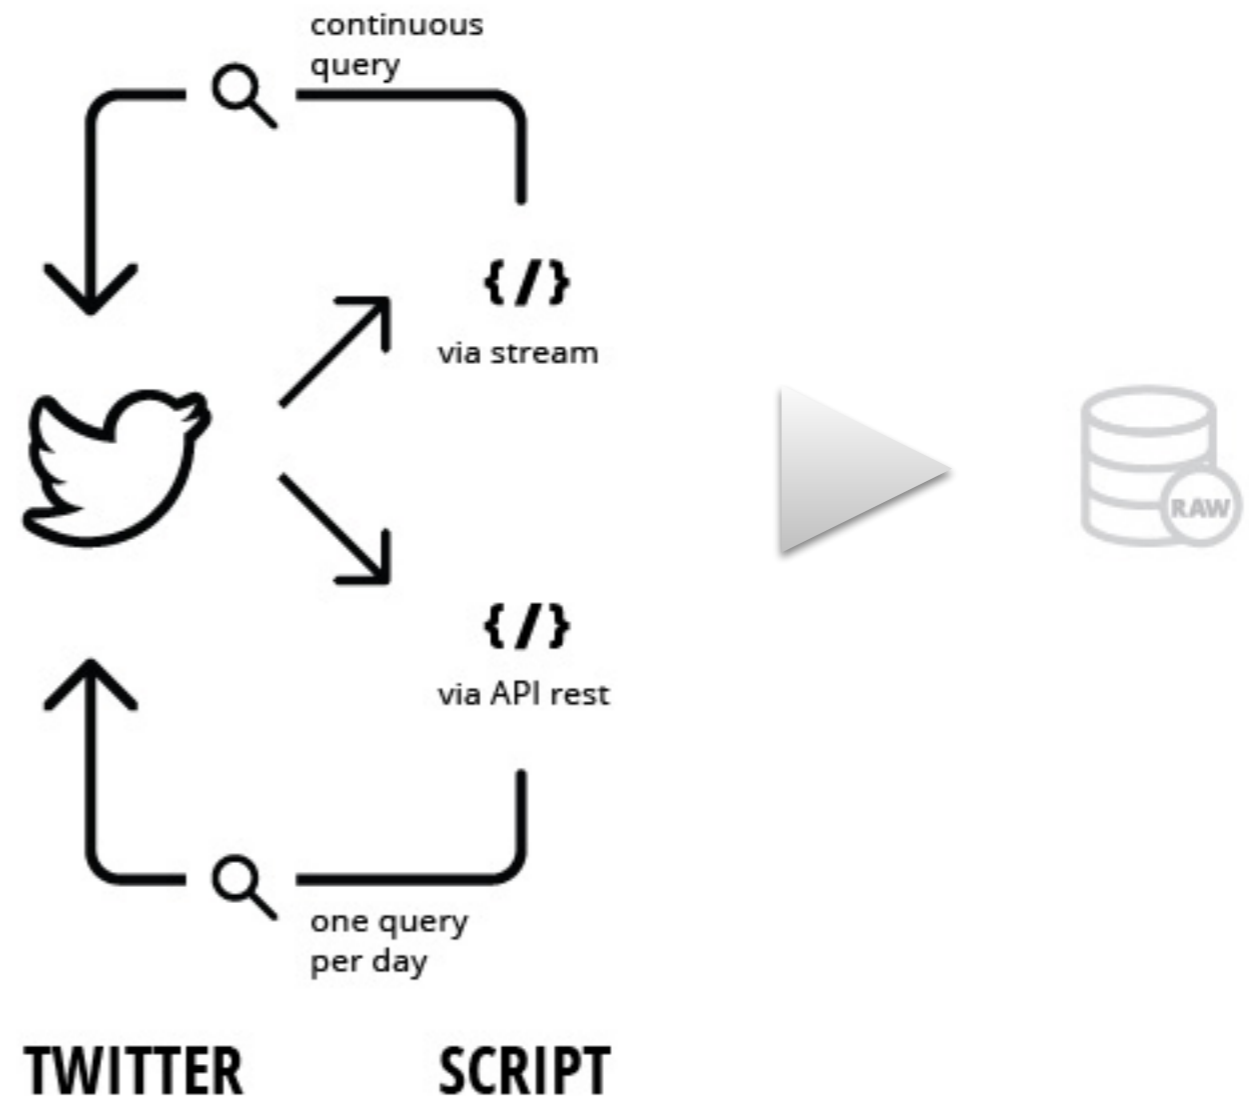 continuous
query
{/}
via stream
RAW
{/}
via API rest
one query
per day
TWITTER
SCRIPT